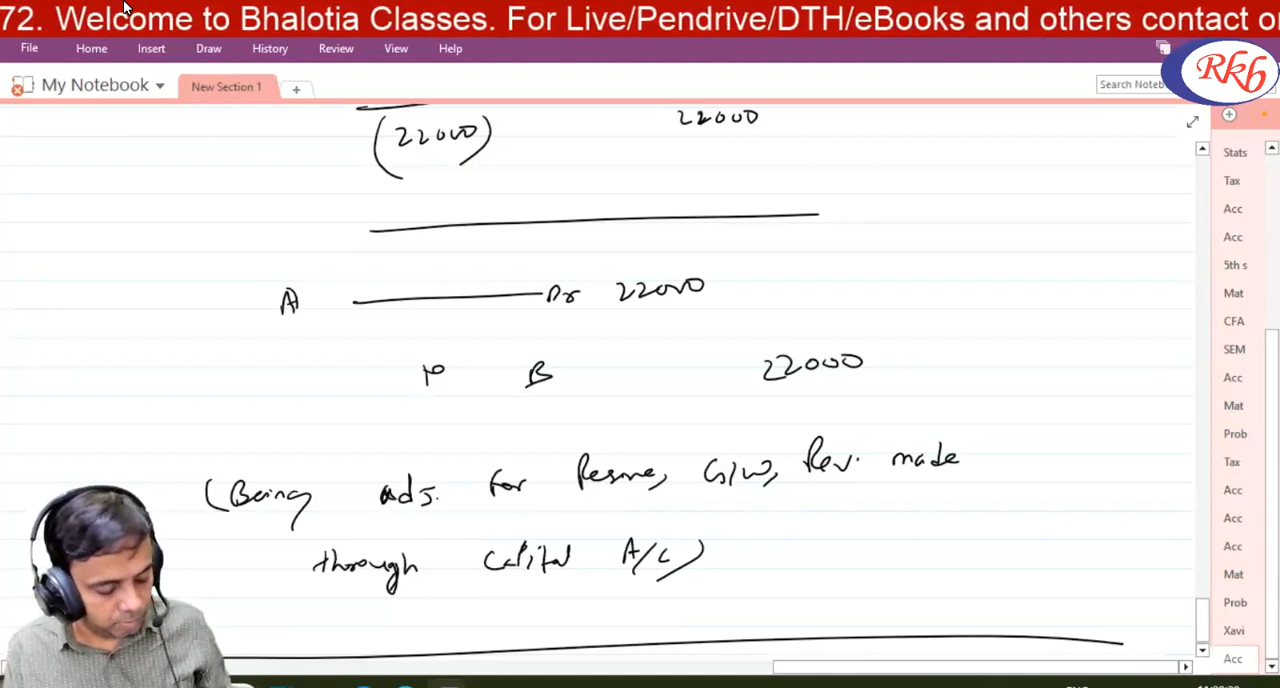 72. Welcome to Bhalotia Classes. For Live/Pendrive/DTH/eBooks and others contact o
File Home Insert Draw History Review View Help
Rkb
My Notebook New Section 1 + Search Noteb
22000
(22000)
A Dr 22000
To B 22000
(Being adj. for Reserve, G/W, Rev. made
through Capital A/c)
Stats
Tax
Acc
Acc
5th s
Mat
CFA
SEM
Acc
Mat
Prob
Tax
Acc
Acc
Acc
Mat
Prob
Xavi
Acc